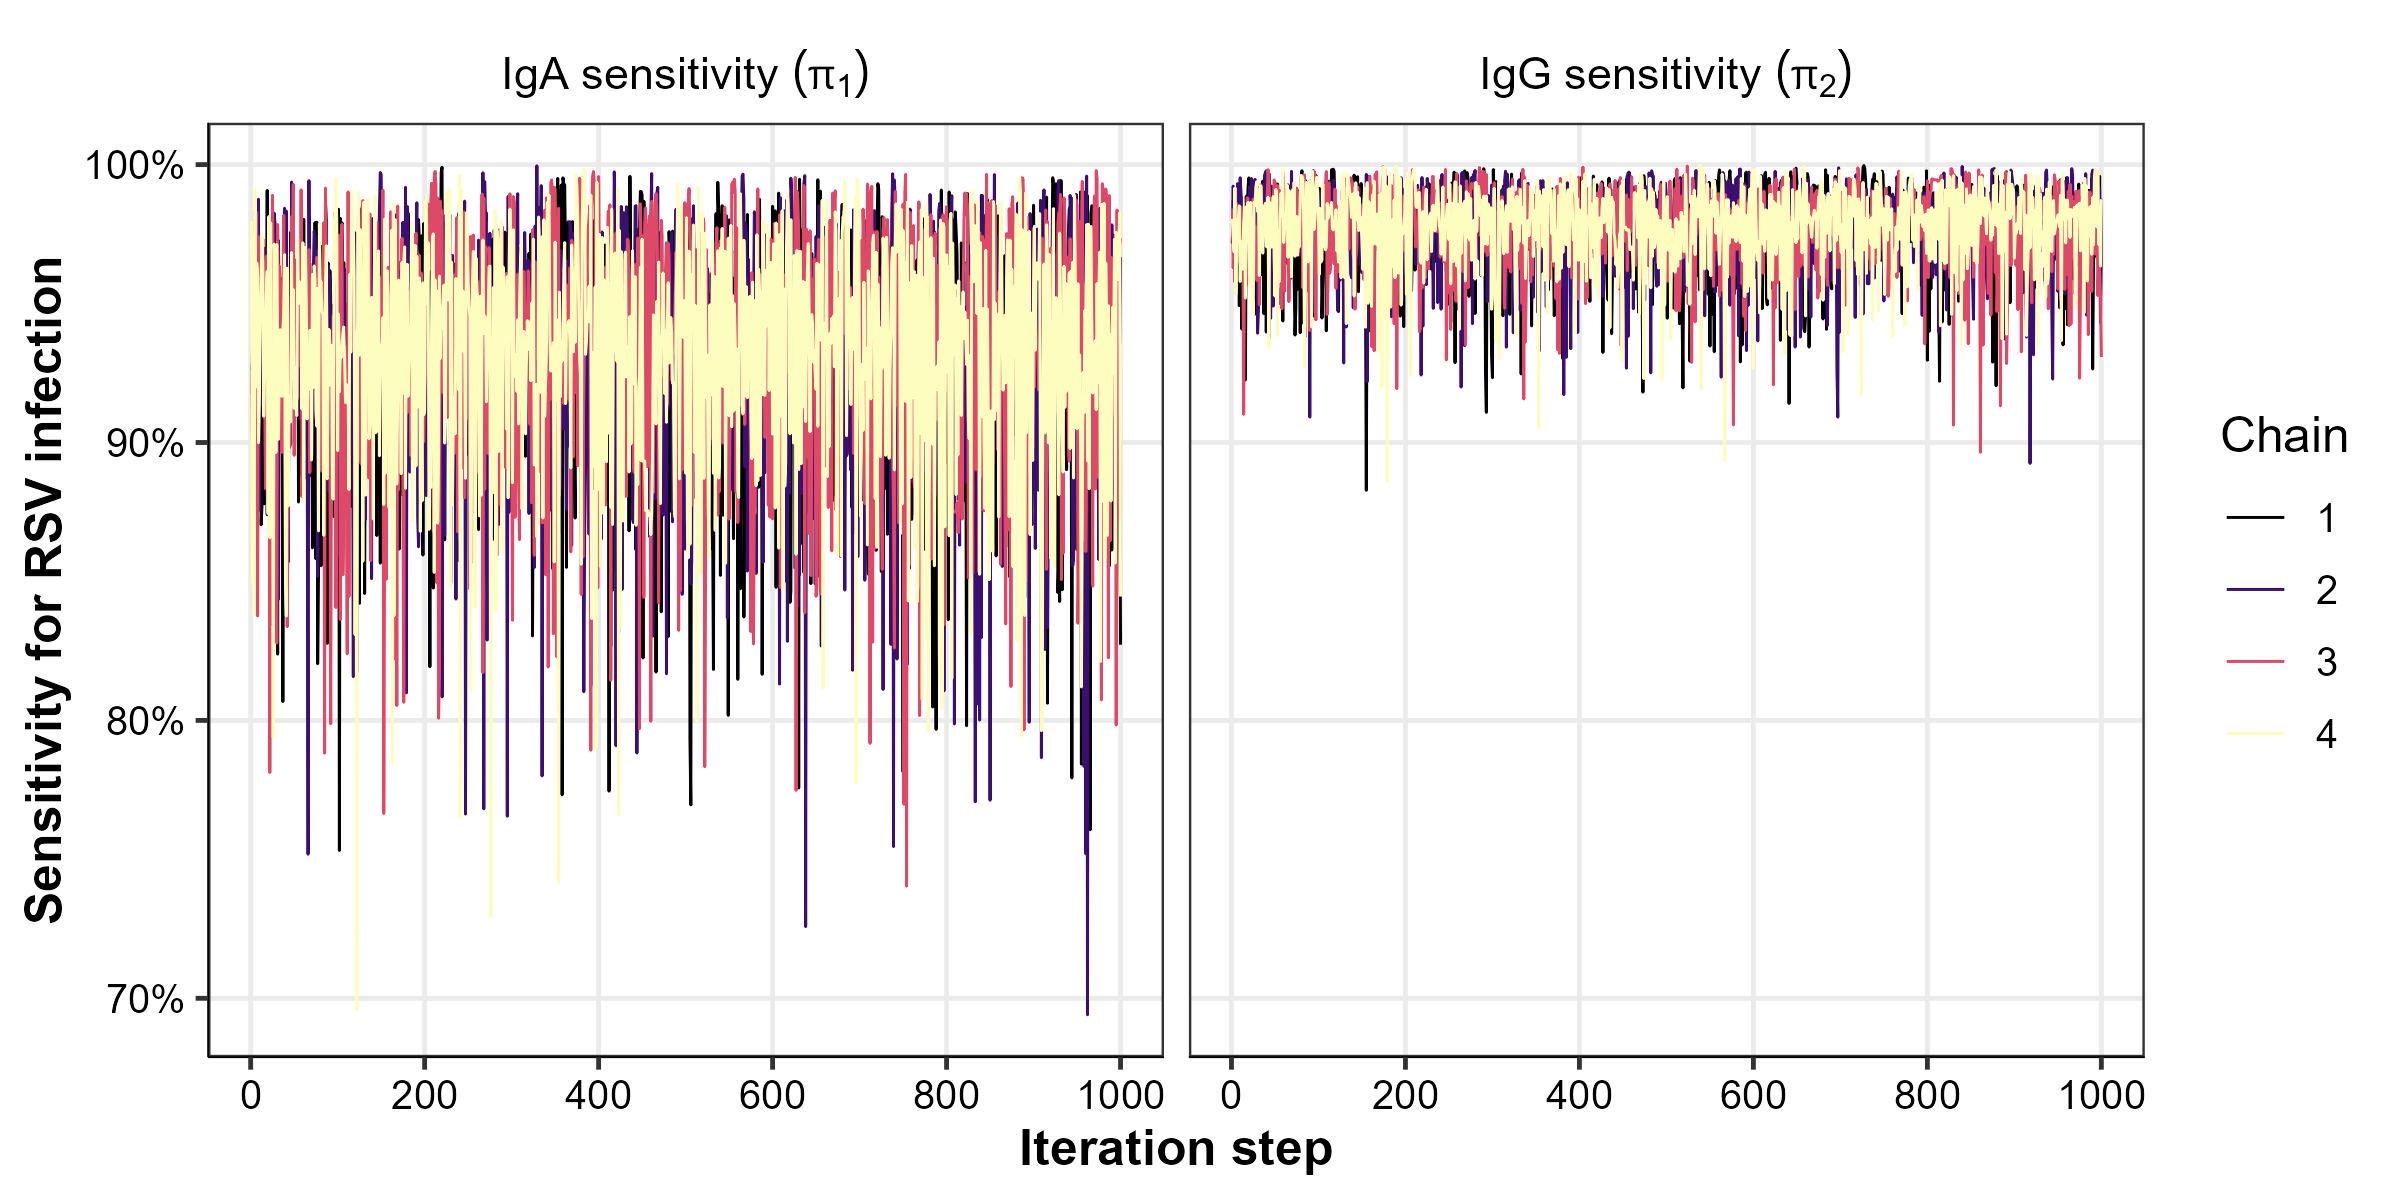 IgA sensitivity (π₁)
IgG sensitivity (π₂)
Sensitivity for RSV infection
100%
90%
80%
70%
0 200 400 600 800 1000
0 200 400 600 800 1000
Iteration step
Chain
1
2
3
4